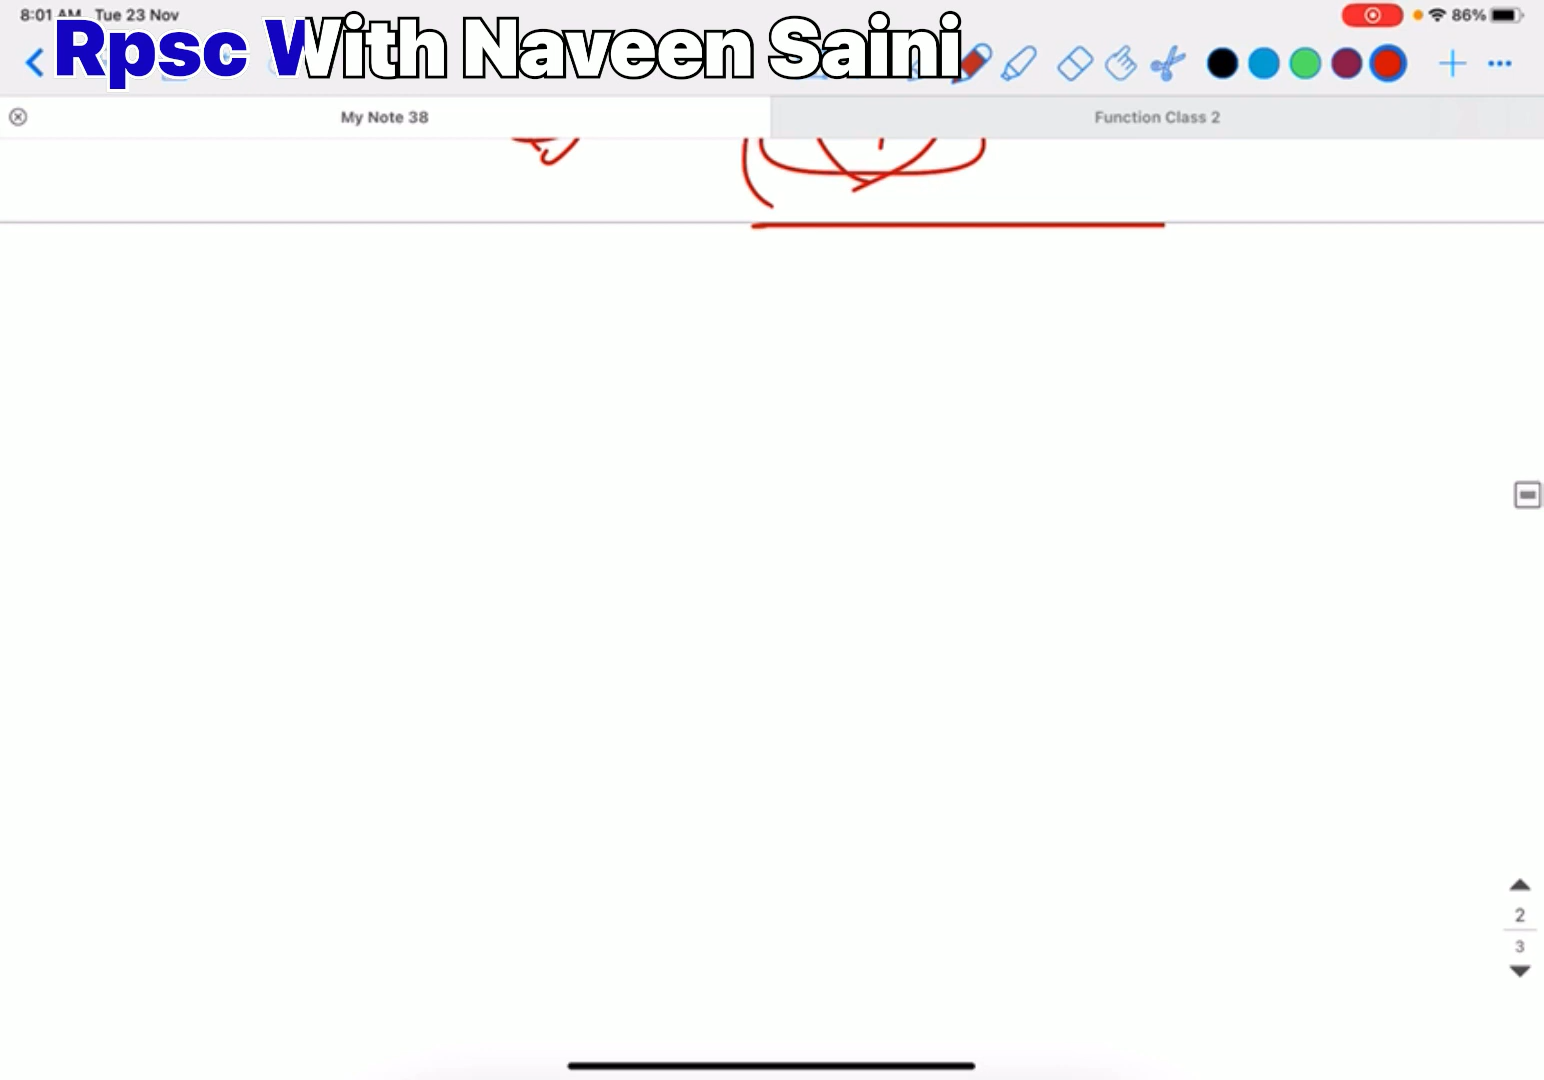 8:01 AM Tue 23 Nov
86%
Rpsc With Naveen Saini
My Note 38
Function Class 2
2
3